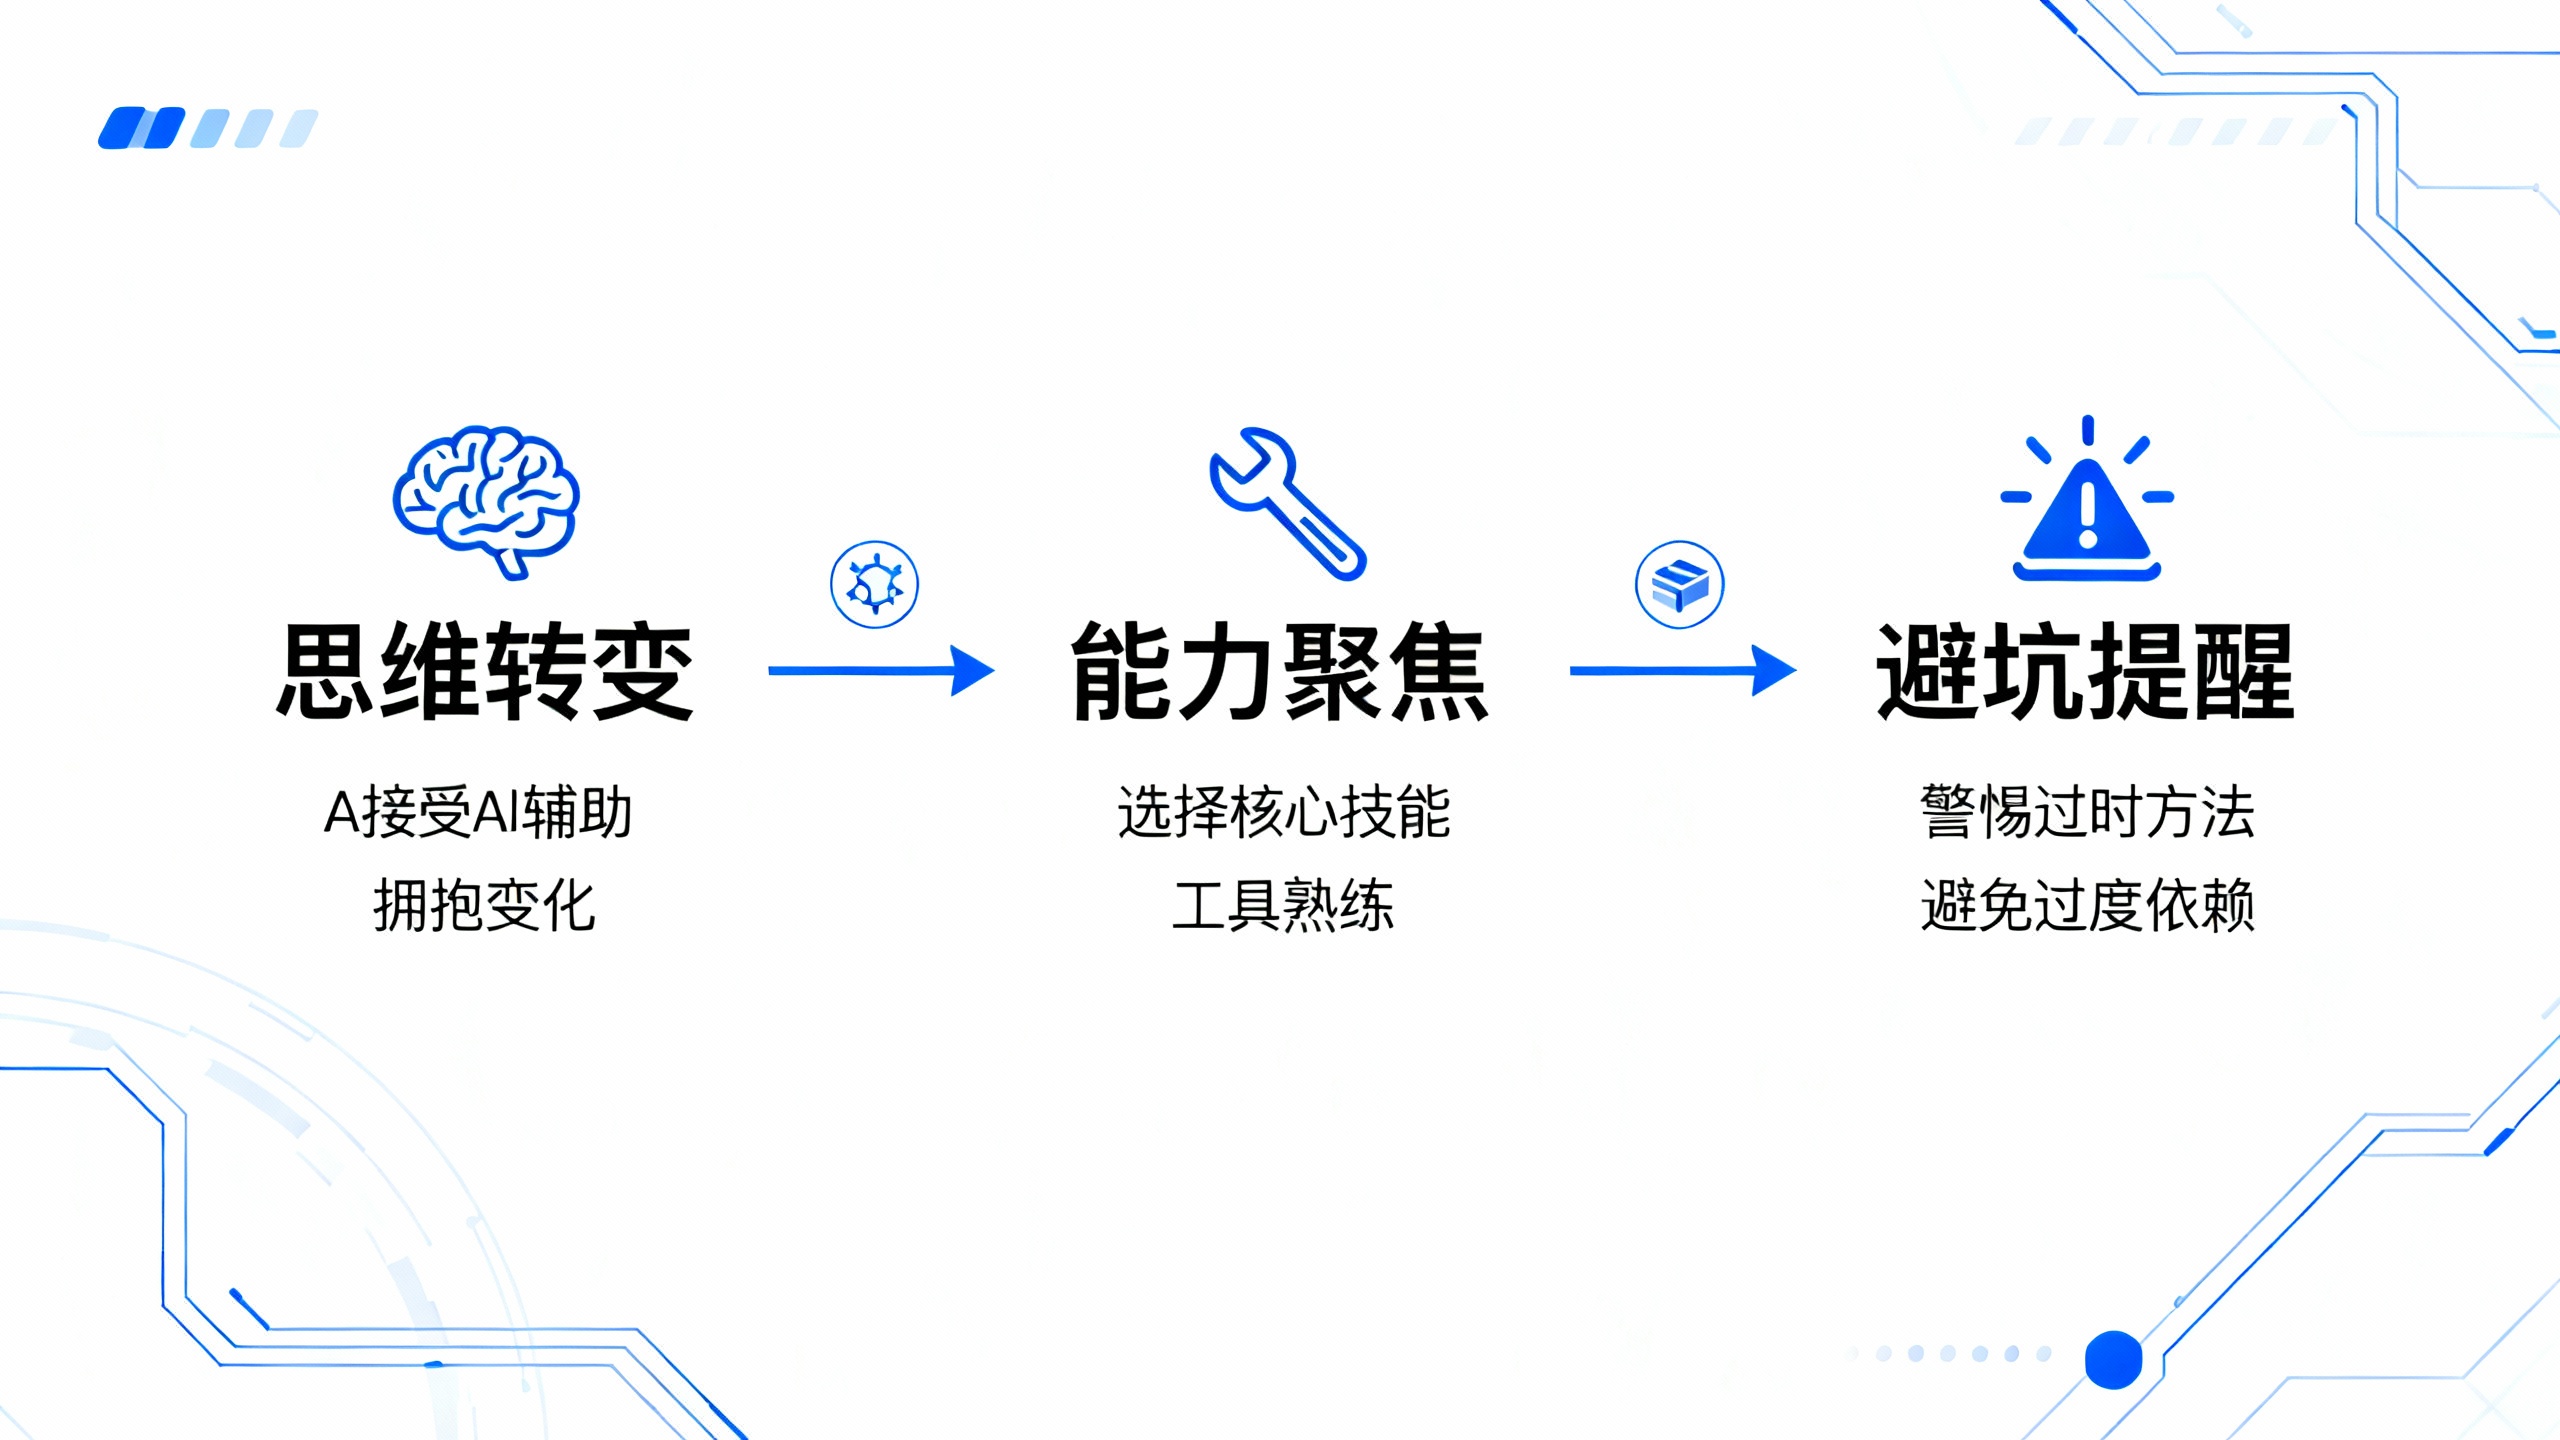 思维转变
A接受AI辅助
拥抱变化
能力聚焦
选择核心技能
工具熟练
避坑提醒
警惕过时方法
避免过度依赖